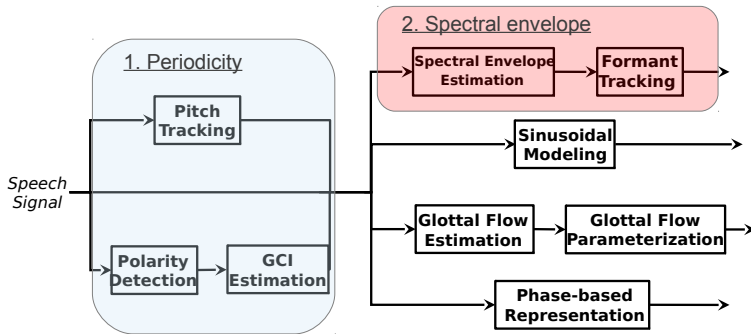 2. Spectral envelope
1. Periodicity
Spectral Envelope
Estimation
Formant
Tracking
Pitch
Tracking
Sinusoidal
Modeling
Speech
Signal
Glottal Flow
Estimation
Glottal Flow
Parameterization
Polarity
Detection
GCI
Estimation
Phase-based
Representation